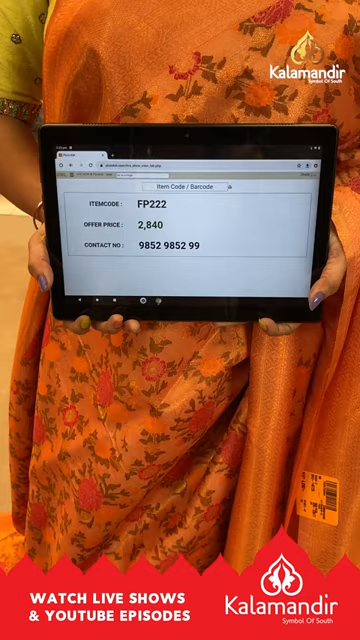 Kalamandir
Symbol Of South
Item Code / Barcode
ITEMCODE : FP222
OFFER PRICE : 2,840
CONTACT NO : 9852 9852 99
WATCH LIVE SHOWS
& YOUTUBE EPISODES
Kalamandir
Symbol Of South